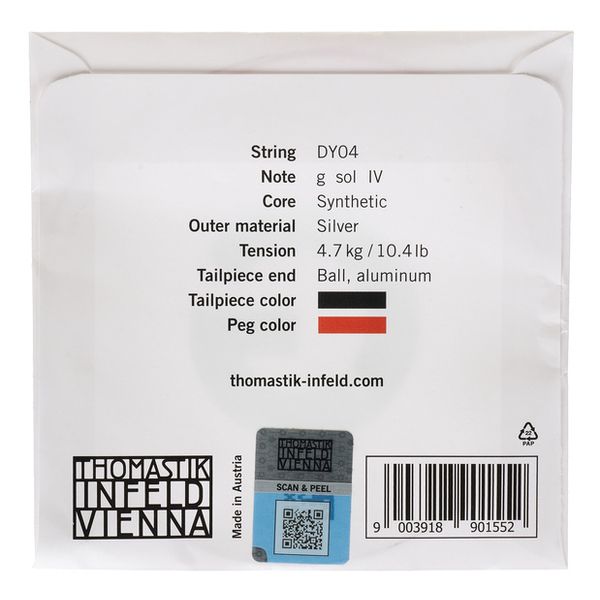 String DY04
Note g sol IV
Core Synthetic
Outer material Silver
Tension 4.7 kg / 10.4 lb
Tailpiece end Ball, aluminum
Tailpiece color
Peg color
thomastik-infeld.com
22
PAP
THOMASTIK
INFELD
VIENNA
Made in Austria
THOMASTIK
INFELD
VIENNA
SCAN & PEEL
9 003918 901552